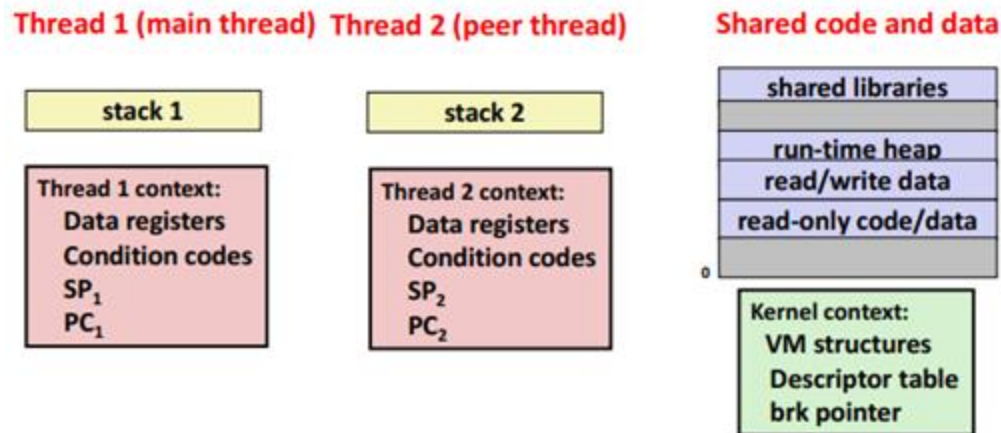 Thread 1 (main thread)
Thread 2 (peer thread)
Shared code and data
stack 1
Thread 1 context:
Data registers
Condition codes
SP1
PC1
stack 2
Thread 2 context:
Data registers
Condition codes
SP2
PC2
shared libraries
run-time heap
read/write data
read-only code/data
0
Kernel context:
VM structures
Descriptor table
brk pointer